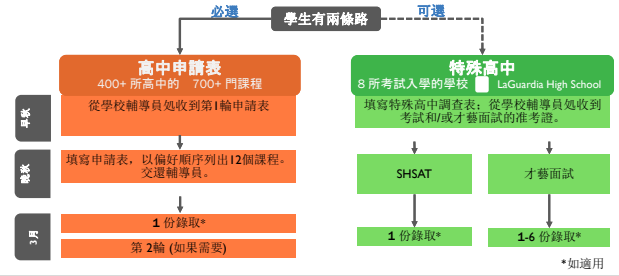 學生有兩條路
必選
可選
高中申請表
400+ 所高中的 700+ 門課程
特殊高中
8 所考試入學的學校 LaGuardia High School
早秋
從學校輔導員処收到第1輪申請表
填寫特殊高中調查表；從學校輔導員処收到
考試和/或才藝面試的准考證。
晚秋
填寫申請表，以偏好順序列出12個課程。
交還輔導員。
SHSAT
才藝面試
3月
1 份錄取*
第 2輪 (如果需要)
1 份錄取*
1-6 份錄取*
*如適用